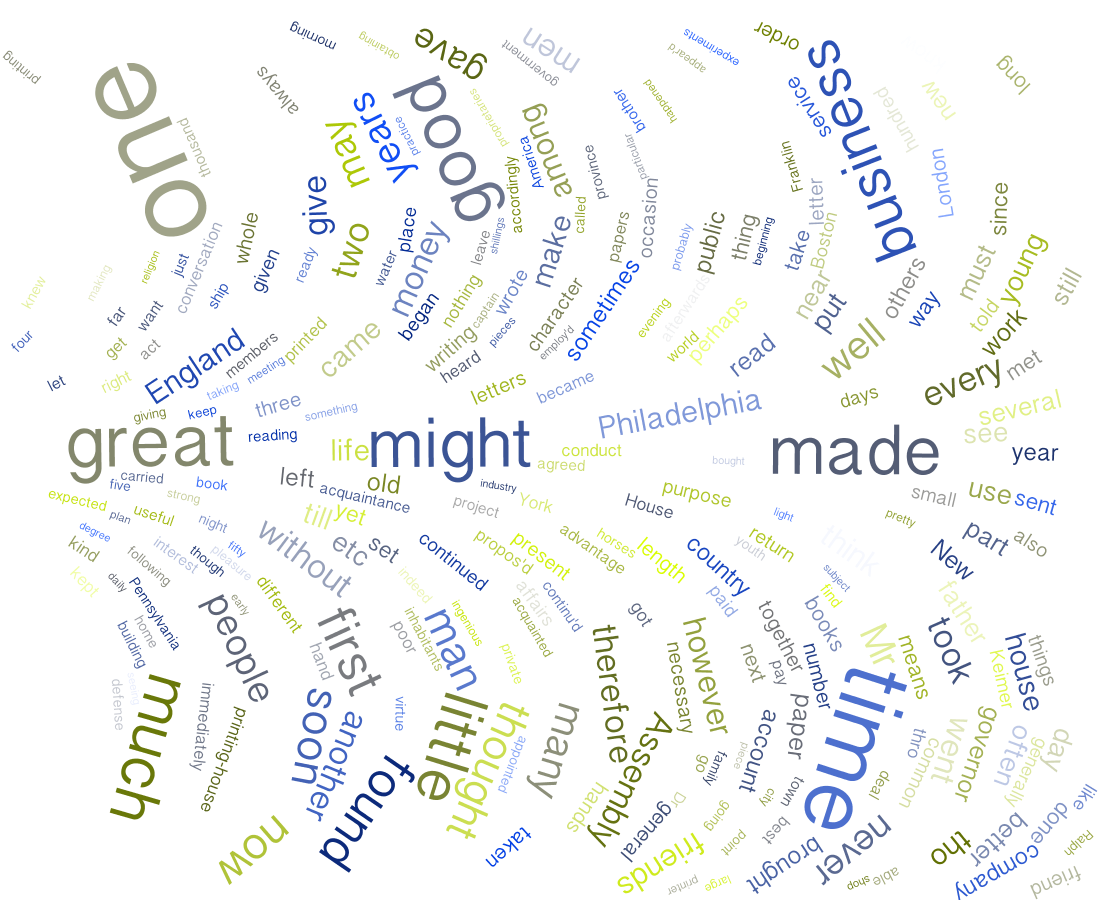 one
printing
thousand
morning
obtaining
gave
government
men
experiments
appear'd
order
business
service
hundred
new
long
London
always
years
may
practice
good
proprietaries
accordingly
America
among
brother
happened
particular
province
called
Franklin
letter
Boston
near
take
beginning
thing
public
probably
occasion
papers
make
shillings
leave
wrote
captain
pieces
nothing
writing
heard
character
employ'd
sometimes
evening
world
afterwards
perhaps
read
put
others
way
well
must
since
young
told
work
still
every
met
several
see
year
give
two
water
place
money
began
ready
given
whole
conversation
just
ship
religion
making
knew
four
far
want
get
act
right
let
England
members
printed
came
taking
meeting
giving
keep
three
something
letters
became
Philadelphia
days
great
reading
life
might
conduct
agreed
bought
made
carried
five
book
strong
left
old
acquaintance
industry
project
York
House
purpose
light
small
pretty
use
sent
part
also
expected
plan
useful
night
till
yet
without
etc
set
continued
propos'd
present
advantage
horses
length
country
youth
return
think
New
degree
kind
following
interest
though
pleasure
fifty
kept
daily
Pennsylvania
home
building
seeing
defense
people
early
different
hand
first
poor
indeed
inhabitants
man
ingenious
affairs
acquainted
continu'd
private
got
paid
subject
find
books
together
number
next
pay
however
necessary
therefore
Assembly
Mr
means
father
took
house
things
Keimer
much
immediately
printing-house
soon
another
virtue
little
thought
appointed
many
found
now
taken
hands
Dr
general
go
family
piece
account
paper
town
city
best
going
point
friends
large
printer
time
deal
thro
went
common
governor
often
generally
day
like
done
better
company
Ralph
friend
tho
never
able
shop
brought